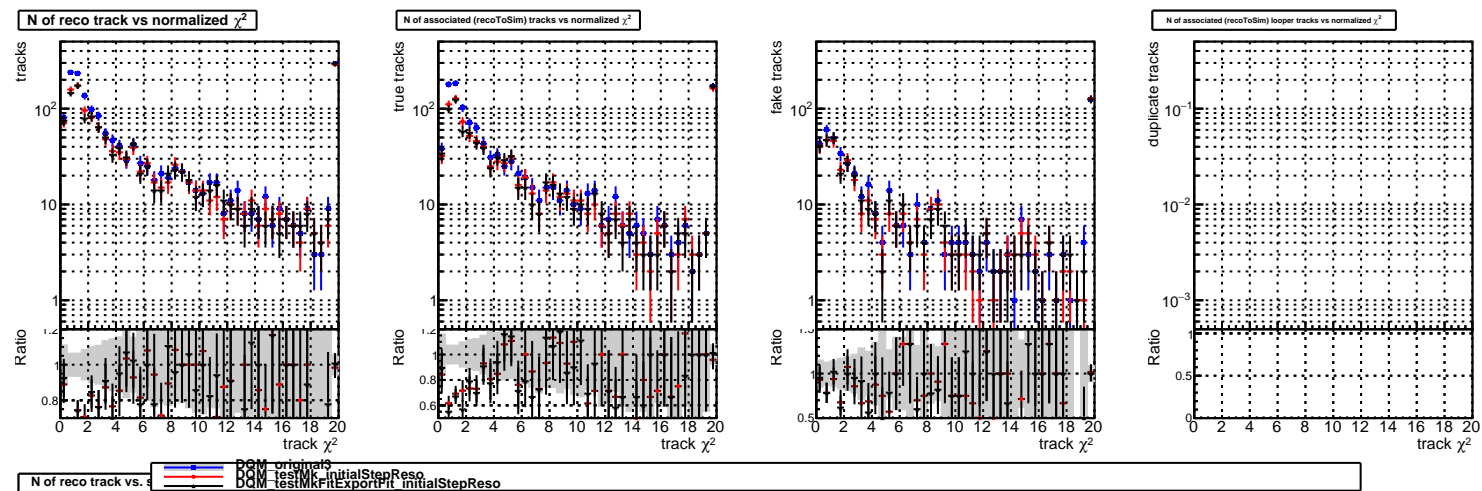 N of reco track vs normalized χ²
N of associated (recoToSim) tracks vs normalized χ²
N of associated (recoToSim) looper tracks vs normalized χ²
tracks
10²
10
1
Ratio
1.2
1
0.8
0 2 4 6 8 10 12 14 16 18 20
track χ²
true tracks
10²
10
1
Ratio
1.2
1
0.8
0.6
0 2 4 6 8 10 12 14 16 18 20
track χ²
fake tracks
10²
10
1
Ratio
1.5
1
0.5
0 2 4 6 8 10 12 14 16 18 20
track χ²
duplicate tracks
10⁻¹
10⁻²
10⁻³
Ratio
1
0.5
0
0 2 4 6 8 10 12 14 16 18 20
track χ²
N of reco track vs. s
DQM_original3
DQM_testMk_initialStepReso
DQM_testMkFitExportFit_initialStepReso